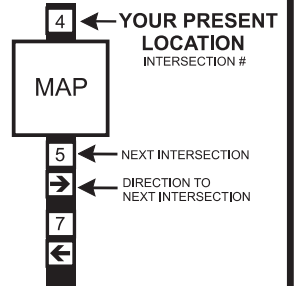 4 YOUR PRESENT
LOCATION
INTERSECTION #
MAP
5 NEXT INTERSECTION
DIRECTION TO
NEXT INTERSECTION
7